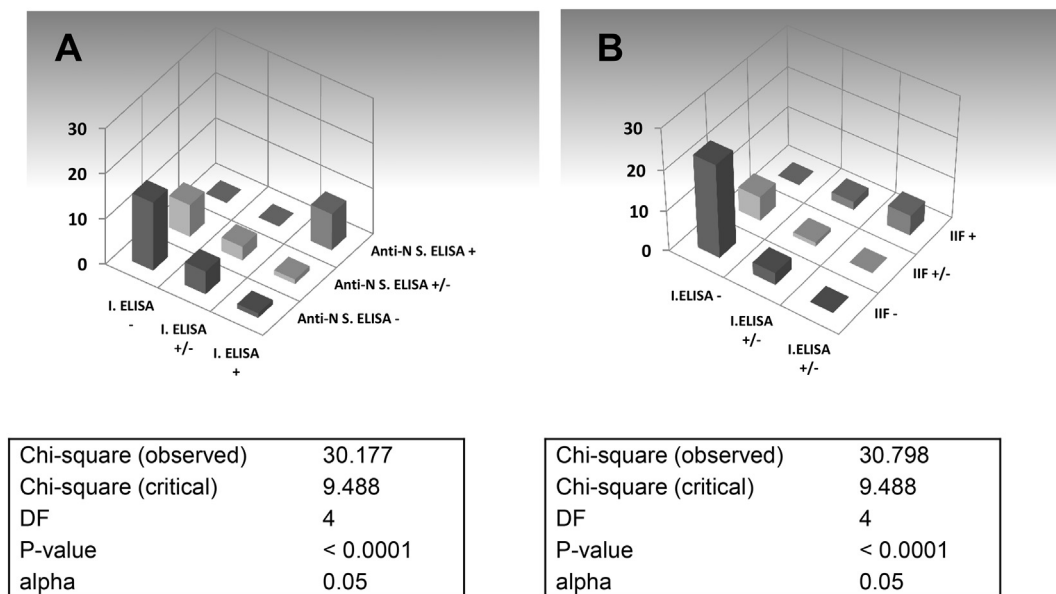 A
30
20
10
0
I. ELISA
-
I. ELISA
+/-
I. ELISA
+
Anti-N S. ELISA +
Anti-N S. ELISA +/-
Anti-N S. ELISA -
B
30
20
10
0
I.ELISA -
I.ELISA
+/-
I.ELISA
+/-
IIF +
IIF +/-
IIF -
Chi-square (observed) 30.177
Chi-square (critical) 9.488
DF 4
P-value < 0.0001
alpha 0.05
Chi-square (observed) 30.798
Chi-square (critical) 9.488
DF 4
P-value < 0.0001
alpha 0.05